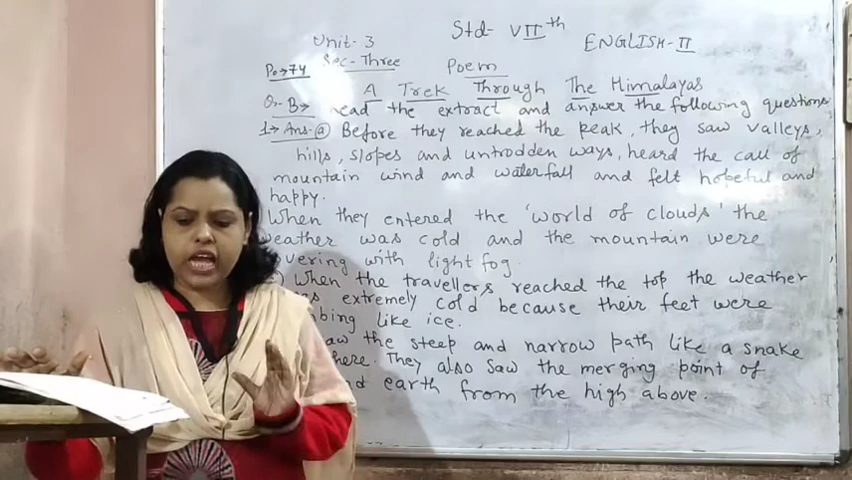 Unit-3 Std- VIIth ENGLISH-II
P.→74 Sec-Three Poem
A Trek Through The Himalayas
Q.B→ read the extract and answer the following questions
1→Ans-@ Before they reached the peak, they saw valleys,
hills, slopes and untrodden ways, heard the call of
mountain wind and waterfall and felt hopeful and
happy.
When they entered the 'world of clouds' the
weather was cold and the mountain were
overing with light fog.
when the travellers reached the top the weather
extremely cold because their feet were
bing like ice.
aw the steep and narrow path like a snake
here. They also saw the merging point of
nd earth from the high above.